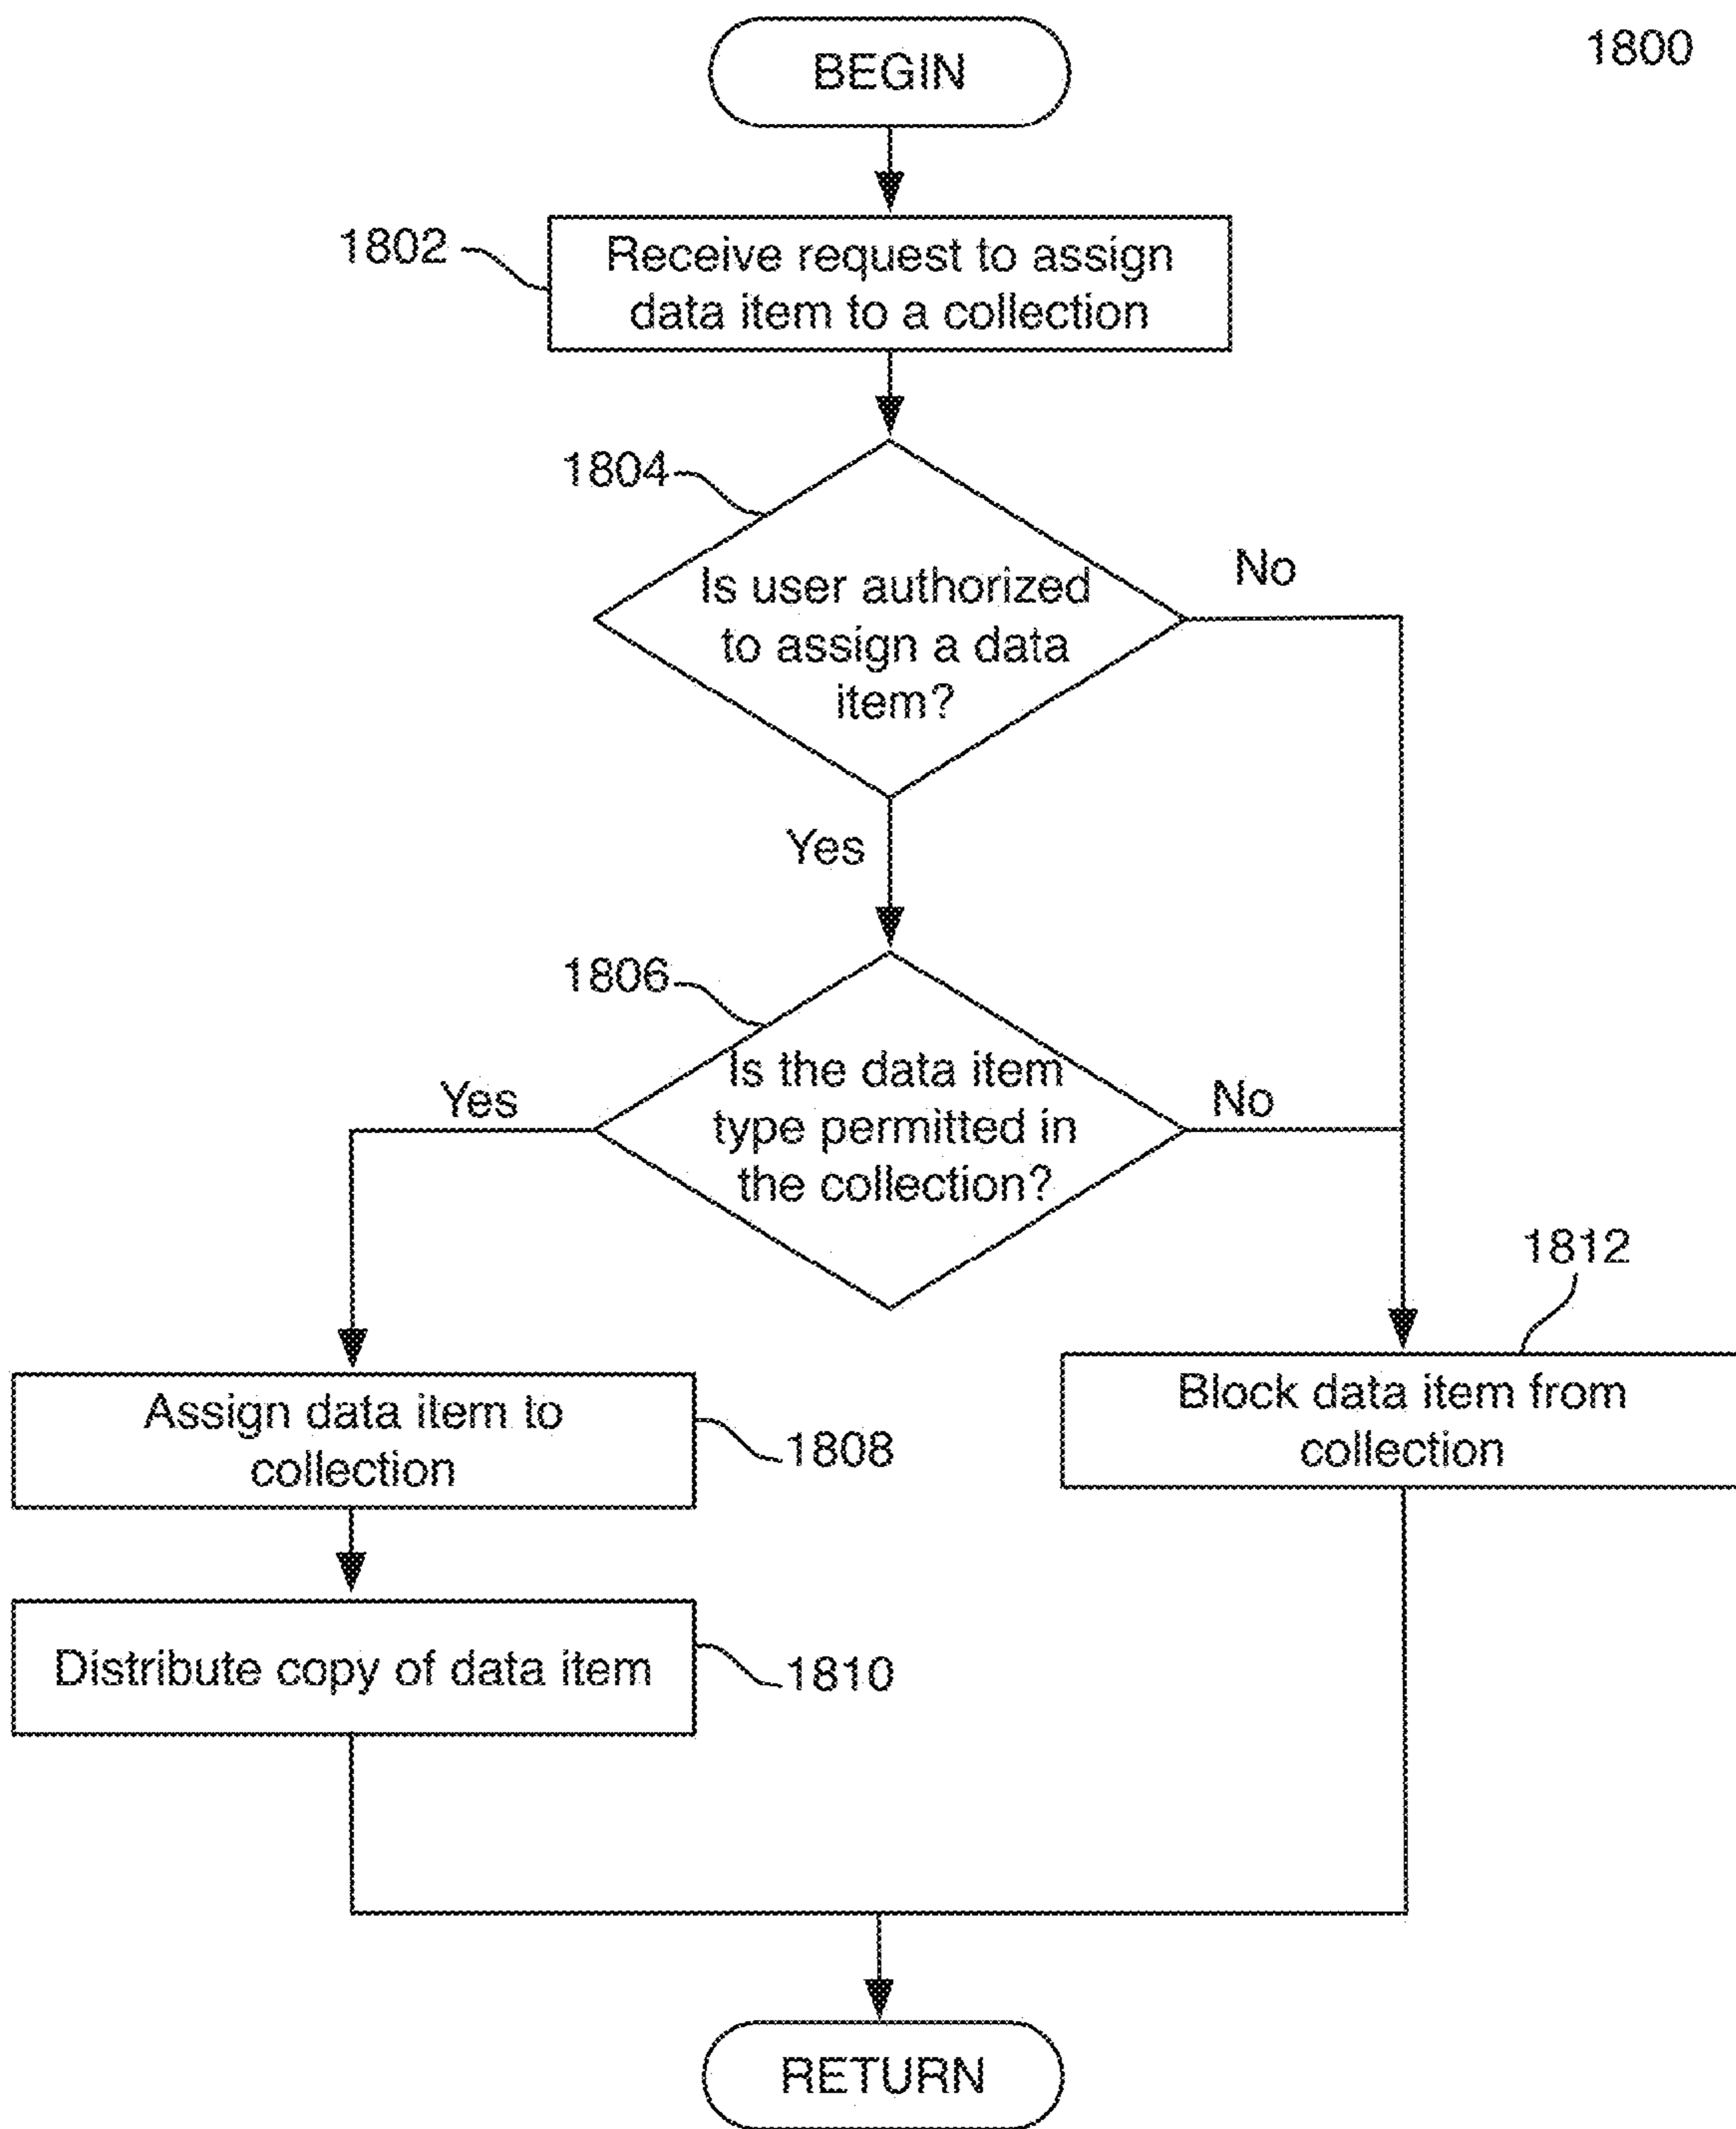 BEGIN
1800
1802
Receive request to assign
data item to a collection
1804
Is user authorized
to assign a data
item?
No
Yes
1806
Is the data item
type permitted in
the collection?
Yes
No
1812
Assign data item to
collection
1808
Block data item from
collection
Distribute copy of data item
1810
RETURN